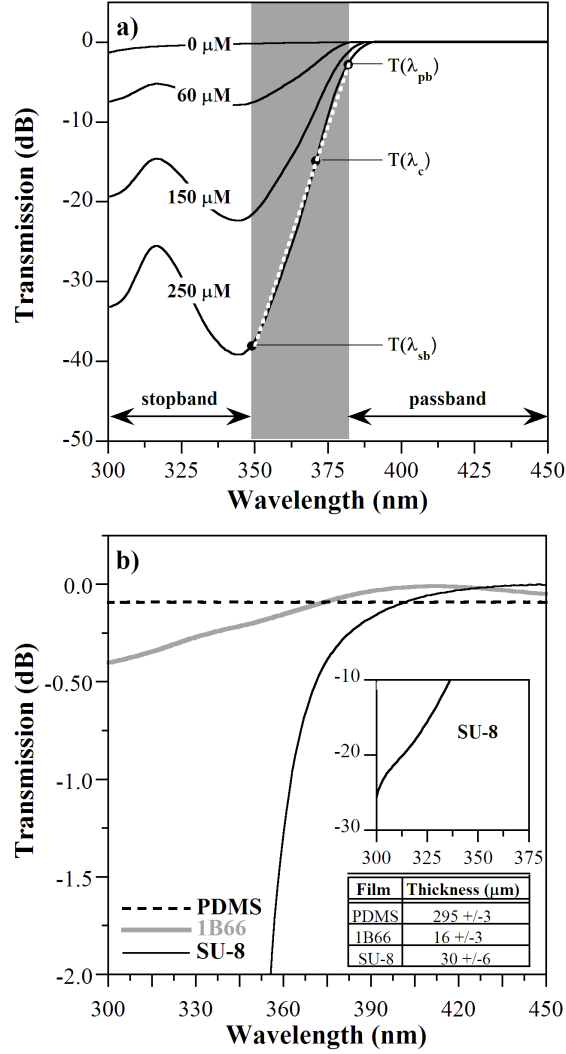 a)
0 μM
60 μM
150 μM
250 μM
T(λpb)
T(λc)
T(λsb)
stopband
passband
0
-10
-20
-30
-40
-50
300 325 350 375 400 425 450
Transmission (dB)
Wavelength (nm)
b)
0.0
-0.50
-1.0
-1.5
-2.0
300 330 360 390 420 450
Transmission (dB)
Wavelength (nm)
PDMS
1B66
SU-8
-10
-20
-30
300 325 350 375
SU-8
Film Thickness (μm)
PDMS 295 +/-3
1B66 16 +/-3
SU-8 30 +/-6